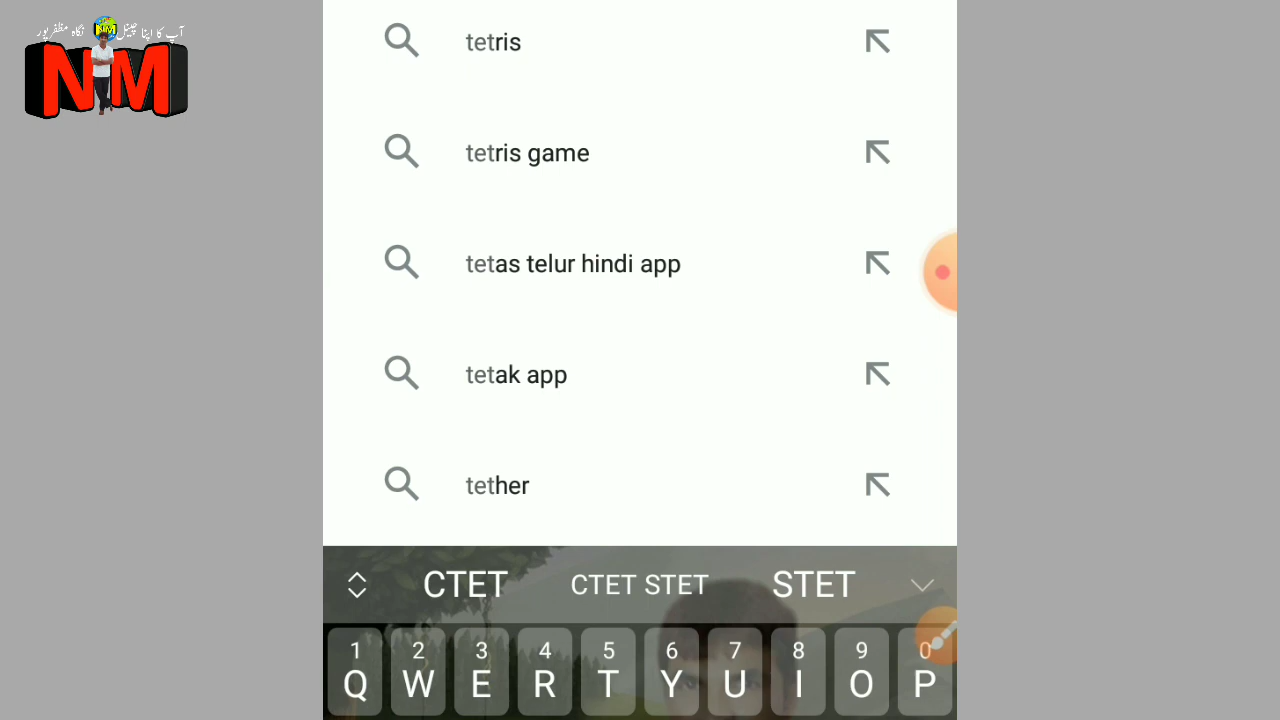 آپ کا اپنا چینل نگاہ مظفرپور
NM
NM
tetris
tetris game
tetas telur hindi app
tetak app
tether
CTET CTET STET STET
1 2 3 4 5 6 7 8 9 0
Q W E R T Y U I O P